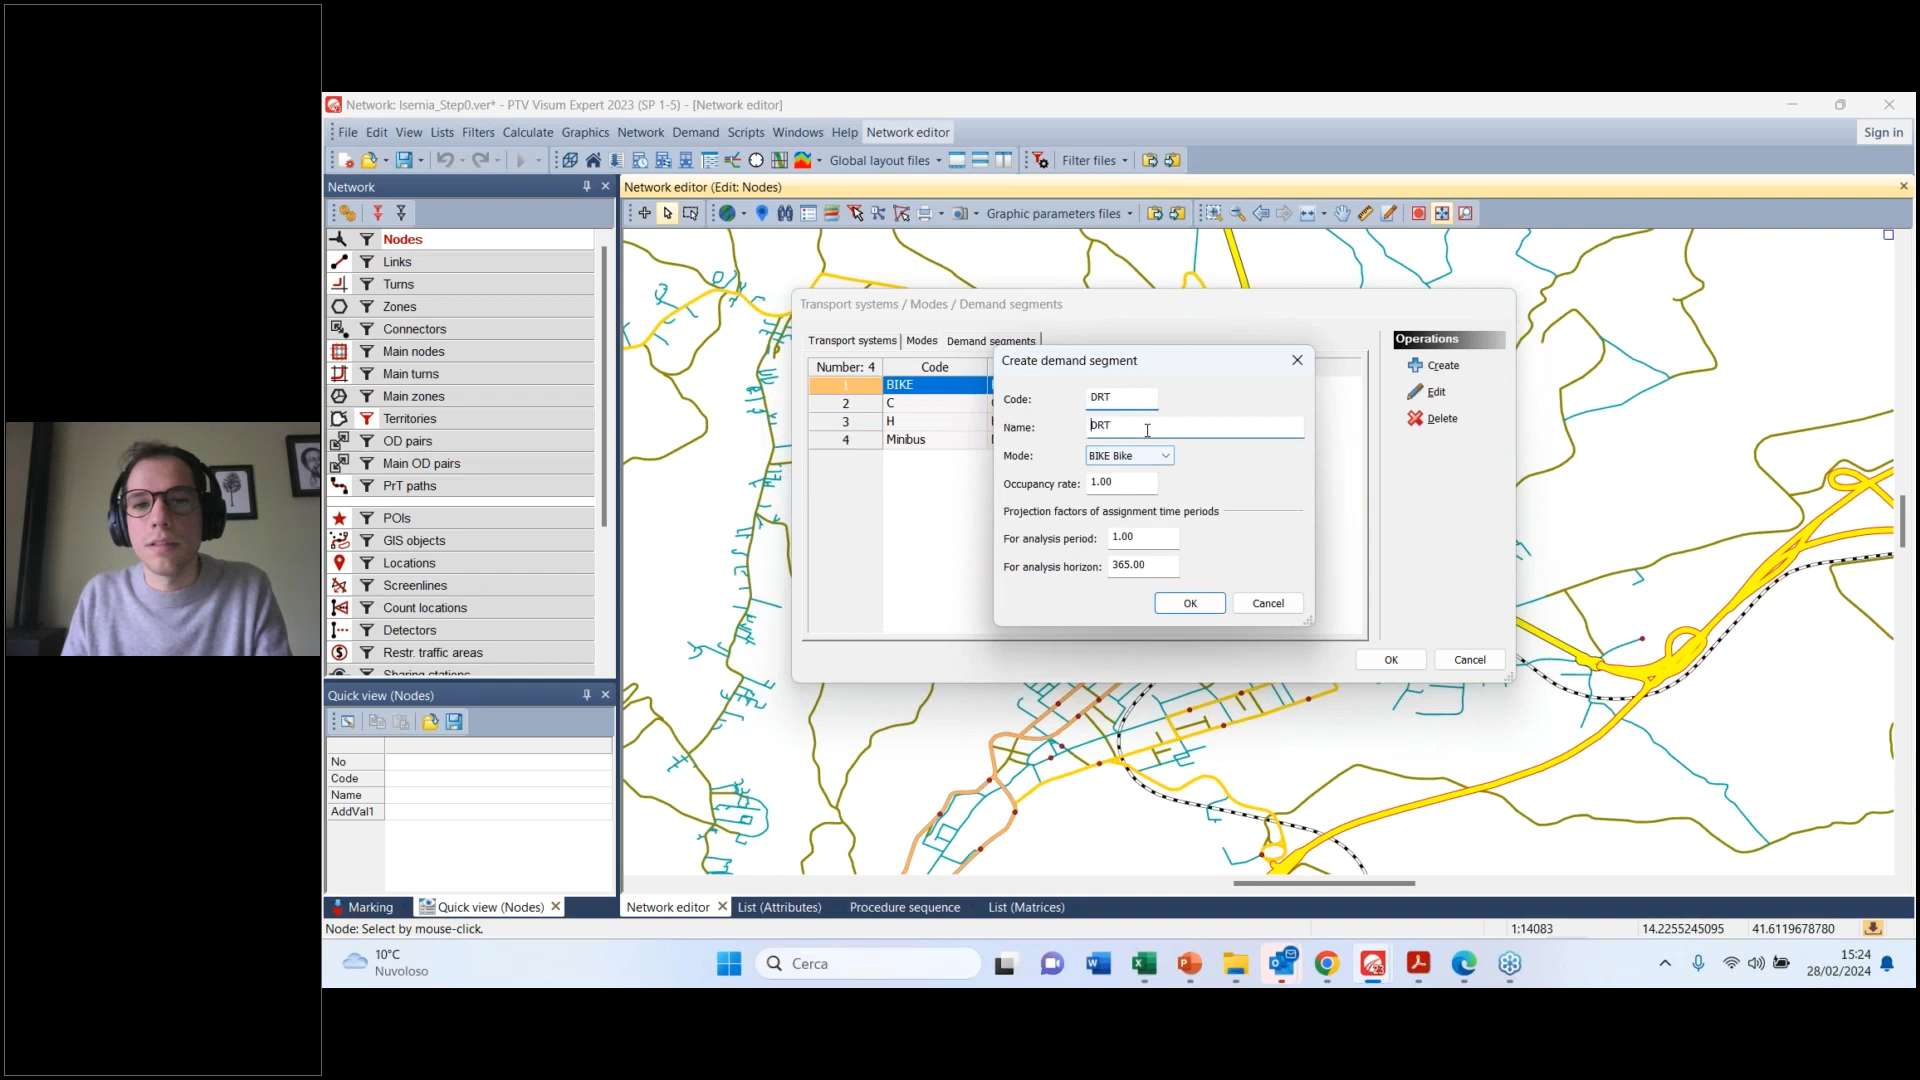 Network: Isernia_Step0.ver* - PTV Visum Expert 2023 (SP 1-5) - [Network editor]
File Edit View Lists Filters Calculate Graphics Network Demand Scripts Windows Help Network editor
Sign in
Global layout files
Filter files
Network
Network editor (Edit: Nodes)
Graphic parameters files
Nodes
Links
Turns
Zones
Connectors
Main nodes
Main turns
Main zones
Territories
OD pairs
Main OD pairs
PrT paths
POIs
GIS objects
Locations
Screenlines
Count locations
Detectors
Restr. traffic areas
Sharing stations
Transport systems / Modes / Demand segments
Transport systems Modes Demand segments
Number: 4 Code
1 BIKE
2 C
3 H
4 Minibus
Operations
Create
Edit
Delete
OK Cancel
Create demand segment
Code: DRT
Name: DRT
Mode: BIKE Bike
Occupancy rate: 1.00
Projection factors of assignment time periods
For analysis period: 1.00
For analysis horizon: 365.00
OK Cancel
Quick view (Nodes)
No
Code
Name
AddVal1
Marking
Quick view (Nodes)
Network editor
List (Attributes)
Procedure sequence
List (Matrices)
Node: Select by mouse-click.
1:14083
14.2255245095
41.6119678780
10°C
Nuvoloso
Cerca
15:24
28/02/2024